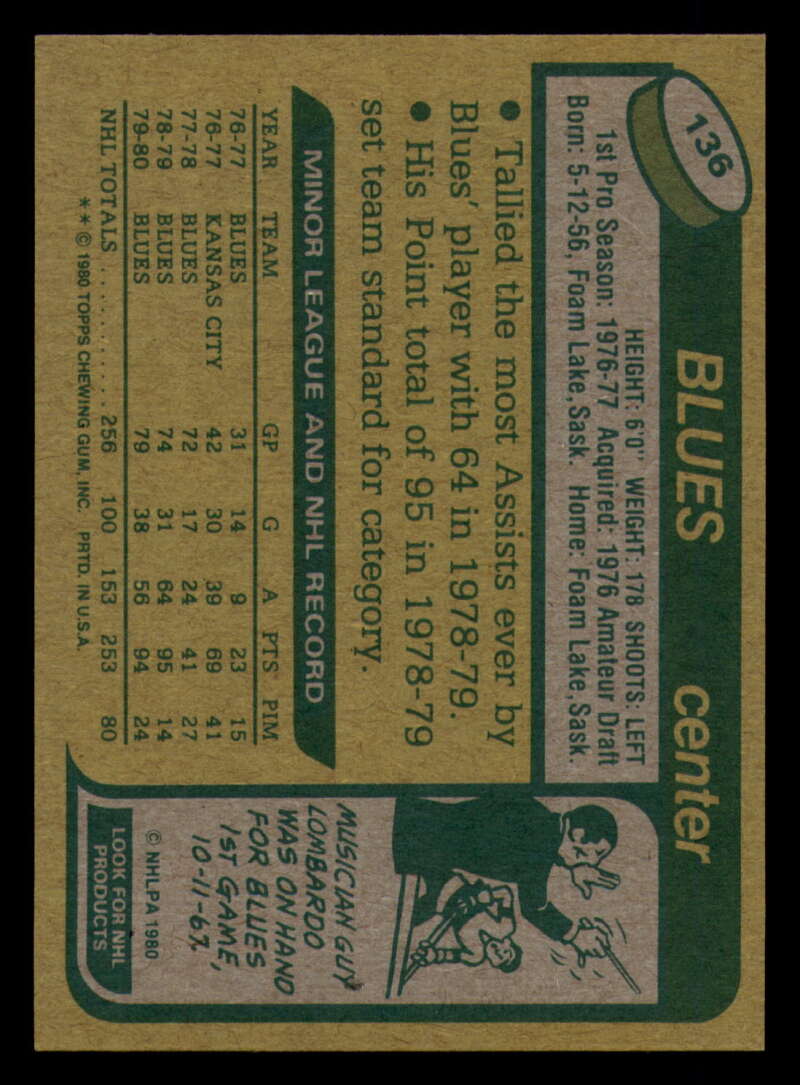 136
BLUES center
HEIGHT: 6'0" WEIGHT: 178 SHOOTS: LEFT
1st Pro Season: 1976-77 Acquired: 1976 Amateur Draft
Born: 5-12-56, Foam Lake, Sask. Home: Foam Lake, Sask.
● Tallied the most Assists ever by
Blues' player with 64 in 1978-79.
● His Point total of 95 in 1978-79
set team standard for category.
MINOR LEAGUE AND NHL RECORD
YEAR TEAM GP G A PTS PIM
76-77 BLUES 31 14 9 23 15
76-77 KANSAS CITY 42 30 39 69 41
77-78 BLUES 72 17 24 41 27
78-79 BLUES 74 31 64 95 14
79-80 BLUES 79 38 56 94 24
NHL TOTALS . . . . . . . . . . . 256 100 153 253 80
** © 1980 TOPPS CHEWING GUM, INC. PRTD. IN U.S.A.
MUSICIAN GUY
LOMBARDO
WAS ON HAND
FOR BLUES
1ST GAME,
10-11-67.
© NHLPA 1980
LOOK FOR NHL
PRODUCTS